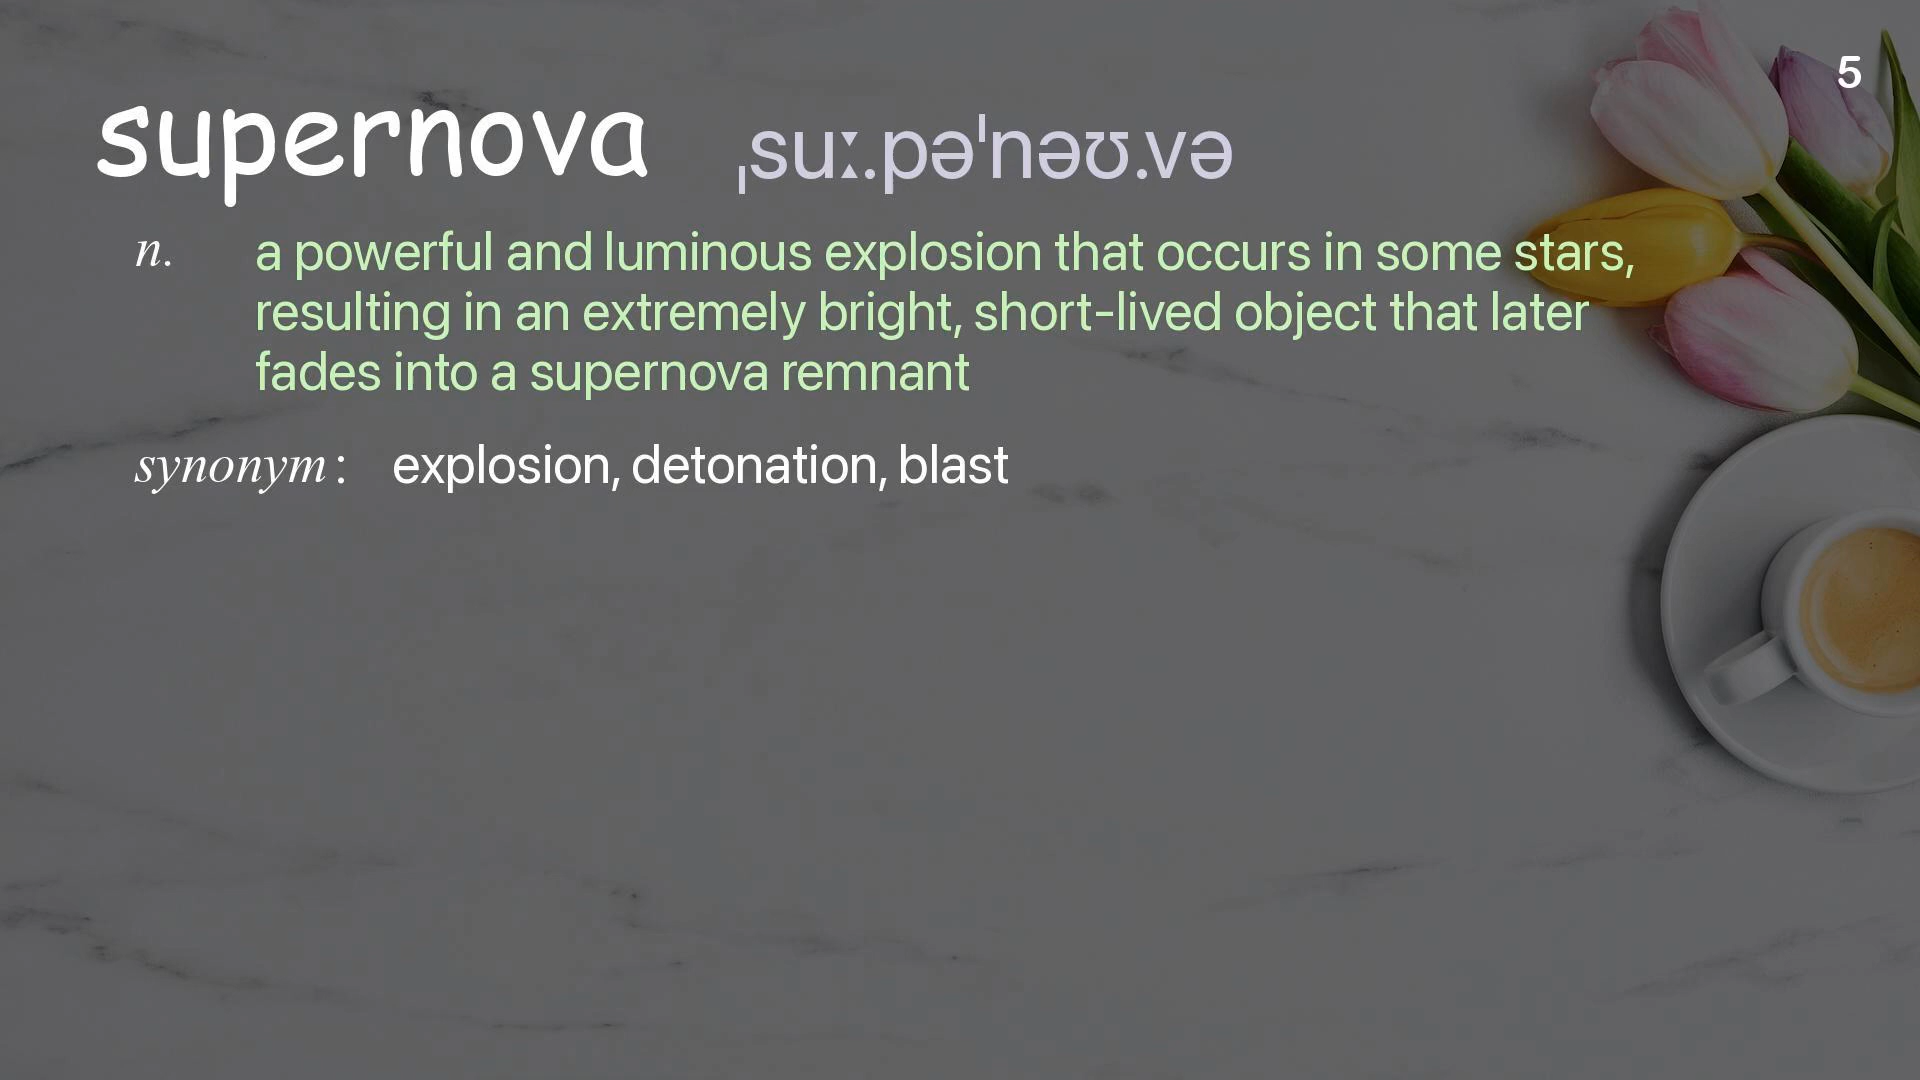 5
supernova ˌsuː.pəˈnəʊ.və
n. a powerful and luminous explosion that occurs in some stars,
resulting in an extremely bright, short-lived object that later
fades into a supernova remnant
synonym : explosion, detonation, blast